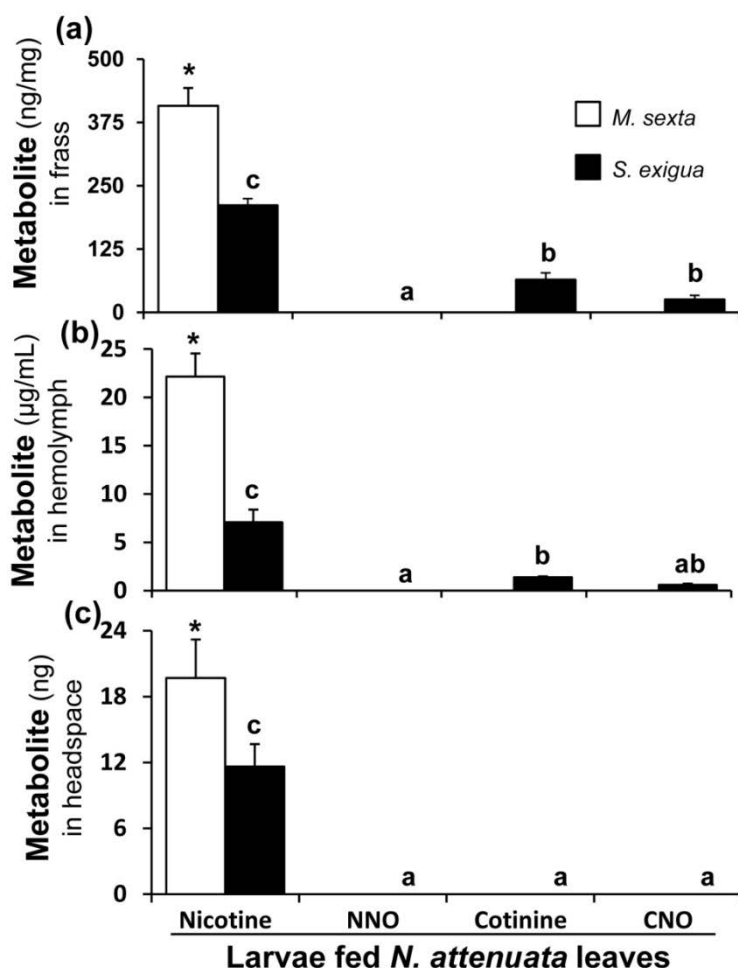 (a)
Metabolite (ng/mg)
in frass
500
375
250
125
0
*
c
a
b
b
M. sexta
S. exigua
(b)
Metabolite (µg/mL)
in hemolymph
25
20
15
10
5
0
*
c
a
b
ab
(c)
Metabolite (ng)
in headspace
24
18
12
6
0
*
c
a
a
a
Nicotine NNO Cotinine CNO
Larvae fed N. attenuata leaves